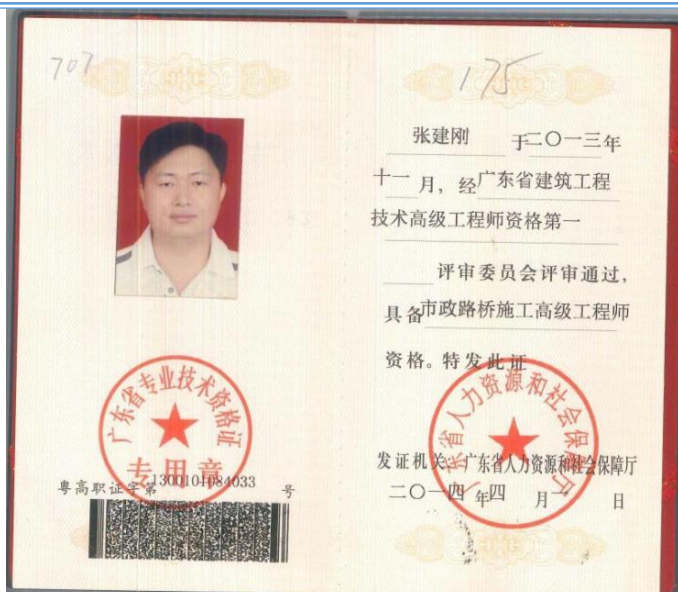 707
广东省专业技术资格证
专用章
粤高职证字第1300101084033号
175
张建刚 于二〇一三年
十一月，经广东省建筑工程
技术高级工程师资格第一
评审委员会评审通过，
具备市政路桥施工高级工程师
资格。特发此证
广东省人力资源和社会保障厅
发证机关：广东省人力资源和社会保障厅
二〇一四年四月一日